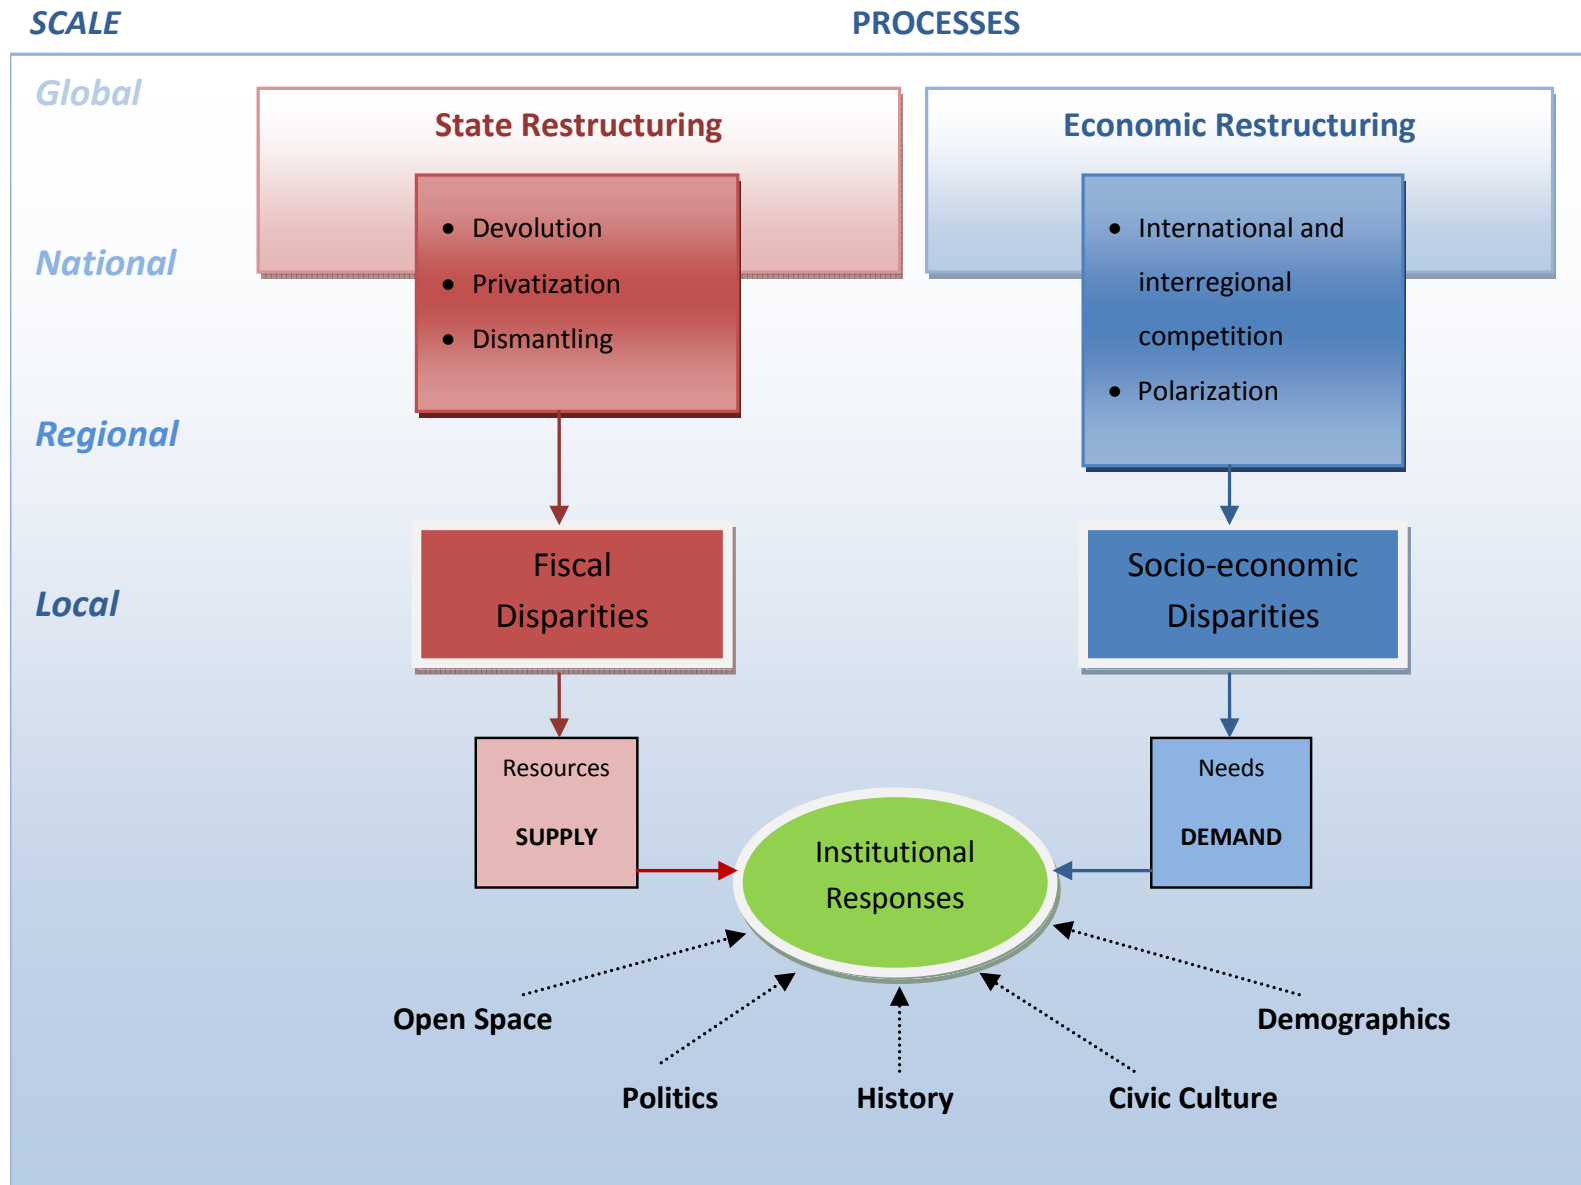 SCALE
PROCESSES
Global
State Restructuring
Economic Restructuring
• Devolution
• Privatization
• Dismantling
• International and
interregional
competition
• Polarization
National
Regional
Fiscal
Disparities
Socio-economic
Disparities
Local
Resources
SUPPLY
Needs
DEMAND
Institutional
Responses
Open Space
Politics
History
Civic Culture
Demographics